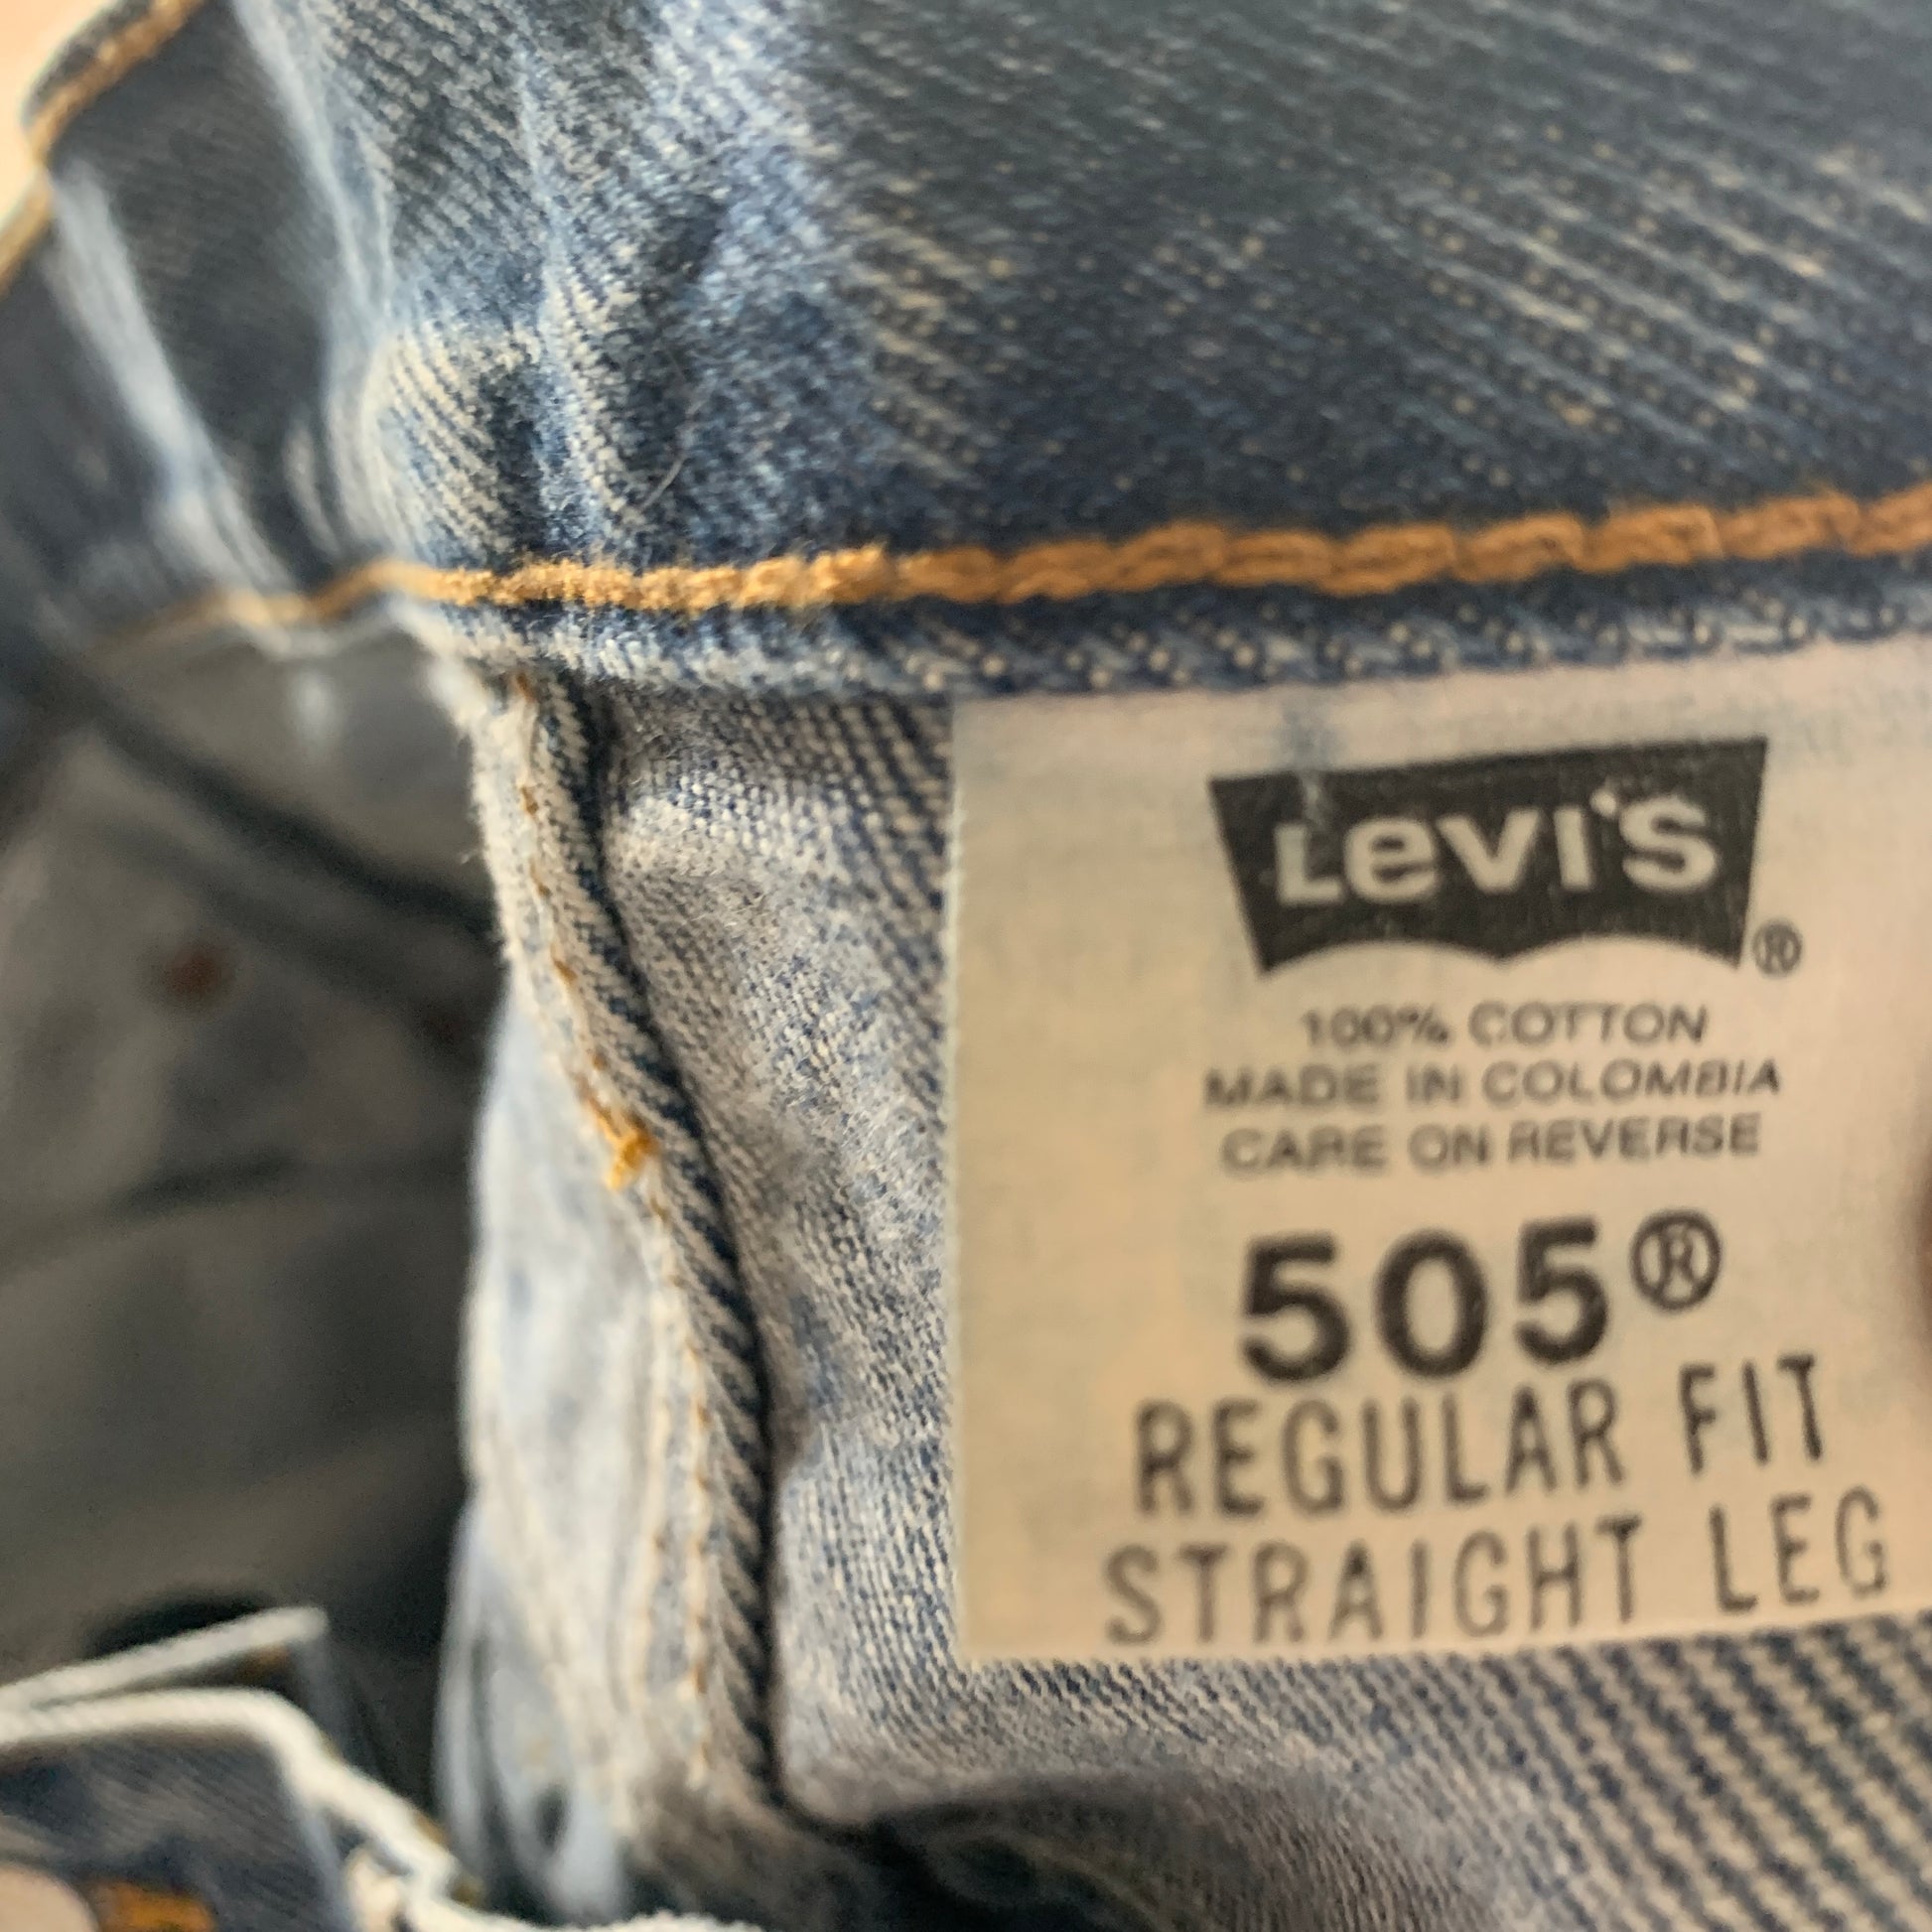 Levi's®
100% COTTON
MADE IN COLOMBIA
CARE ON REVERSE
505®
REGULAR FIT
STRAIGHT LEG